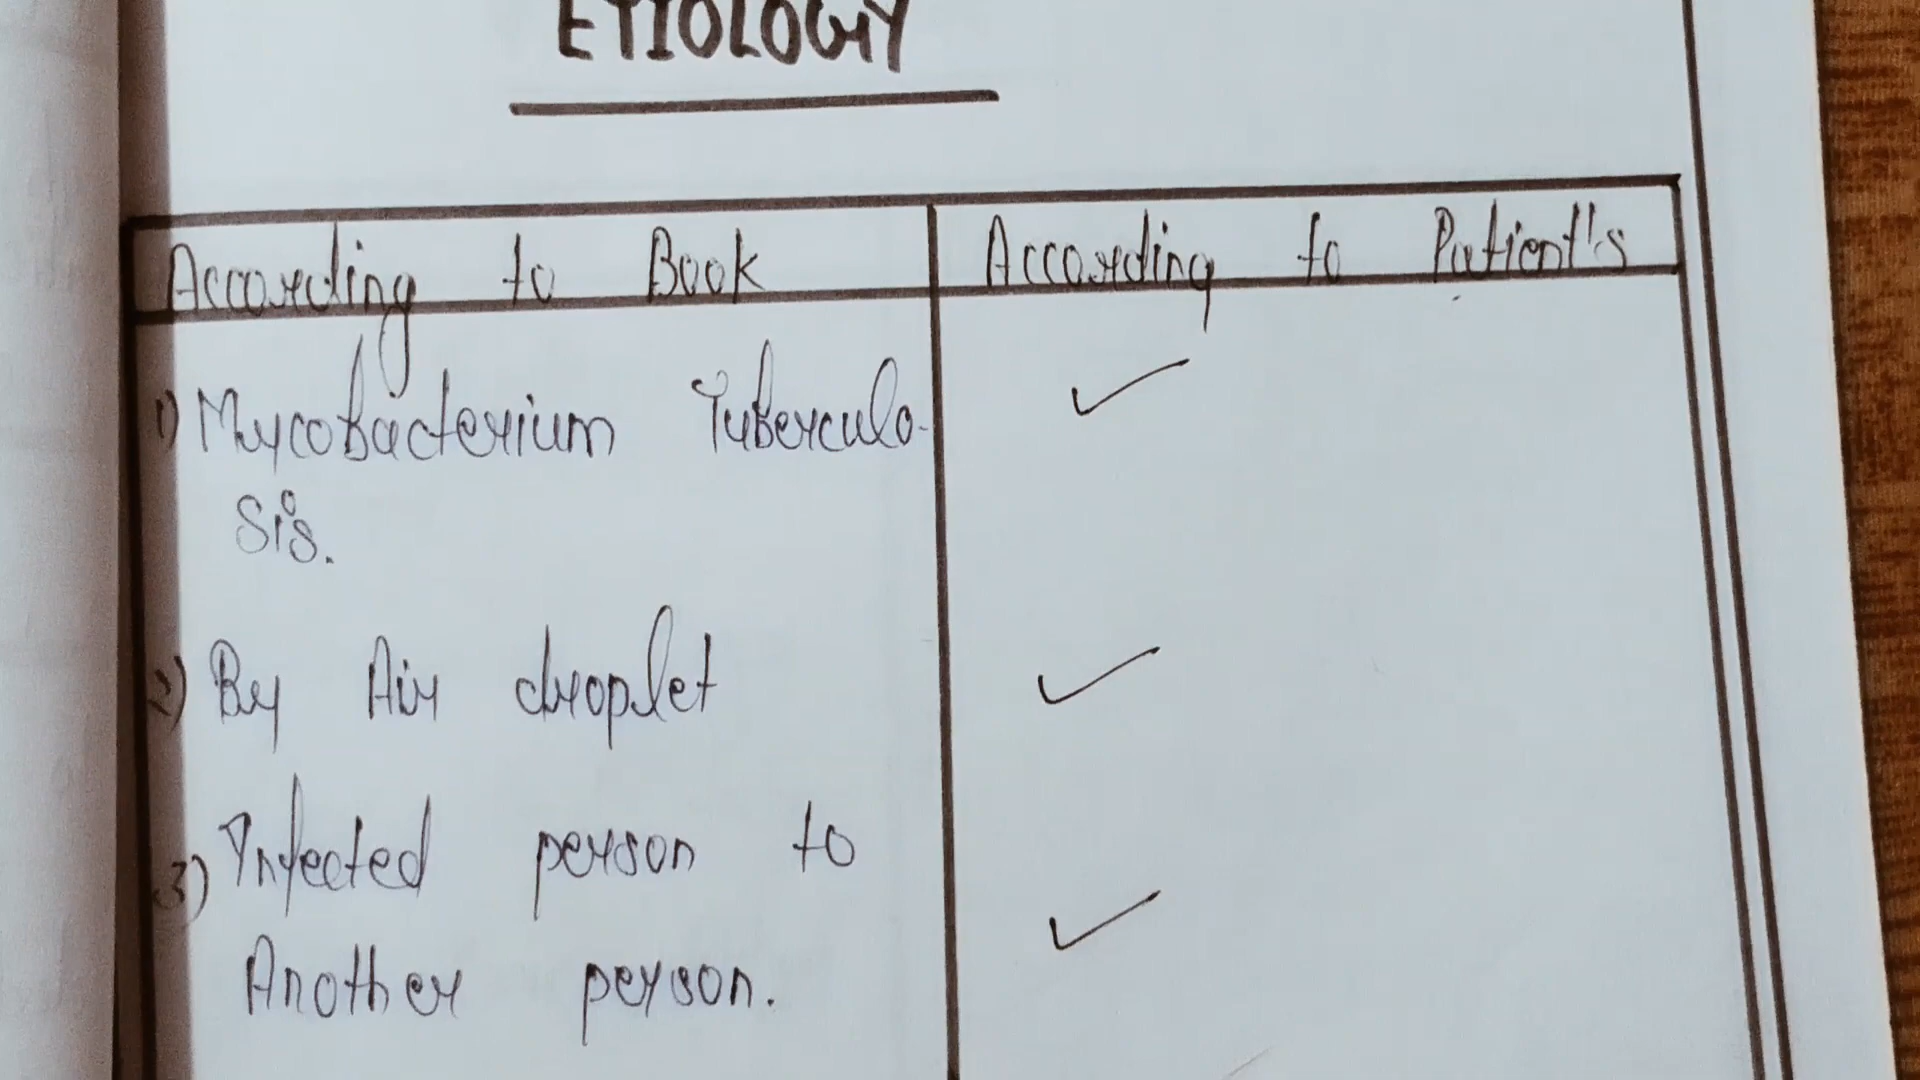 ETIOLOGY
According to Book According to Patient's
1) Mycobacterium Tuberculo-
Sis.
2) By Air droplet
3) Infected person to
Another person.